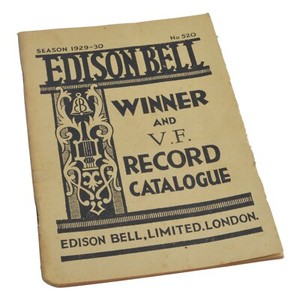 SEASON 1929-30 No 520
EDISON BELL
WINNER
AND
V.F.
RECORD
CATALOGUE
EDISON BELL, LIMITED. LONDON.